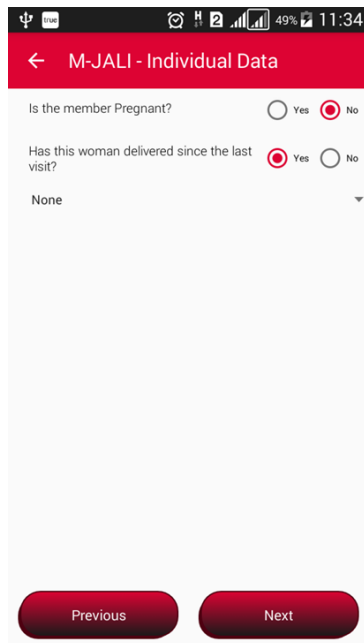 true H 2 49% 11:34
M-JALI - Individual Data
Is the member Pregnant? Yes No
Has this woman delivered since the last Yes No
visit?
None
Previous Next